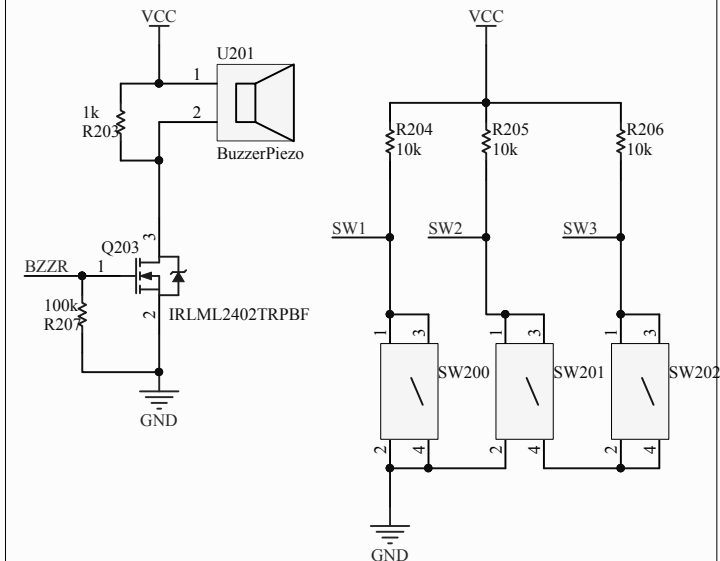 VCC
U201
1
2
1k
R203
BuzzerPiezo
Q203
3
BZZR
1
100k
R207
2
IRLML2402TRPBF
GND
VCC
R204
10k
R205
10k
R206
10k
SW1
SW2
SW3
1
3
1
3
1
3
SW200
SW201
SW202
2
4
2
4
2
4
GND